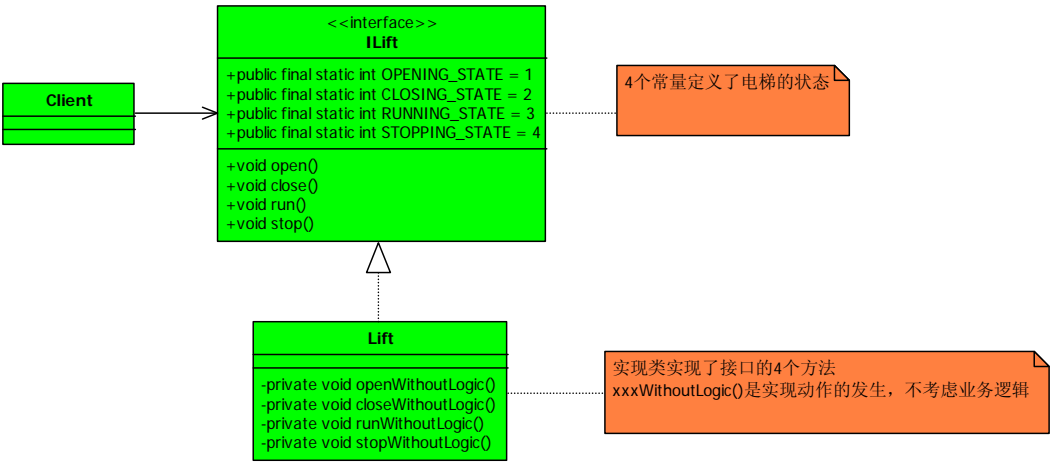 <<interface>>
ILift
+public final static int OPENING_STATE = 1
+public final static int CLOSING_STATE = 2
+public final static int RUNNING_STATE = 3
+public final static int STOPPING_STATE = 4
+void open()
+void close()
+void run()
+void stop()
Client
4个常量定义了电梯的状态
Lift
-private void openWithoutLogic()
-private void closeWithoutLogic()
-private void runWithoutLogic()
-private void stopWithoutLogic()
实现类实现了接口的4个方法
xxxWithoutLogic()是实现动作的发生，不考虑业务逻辑